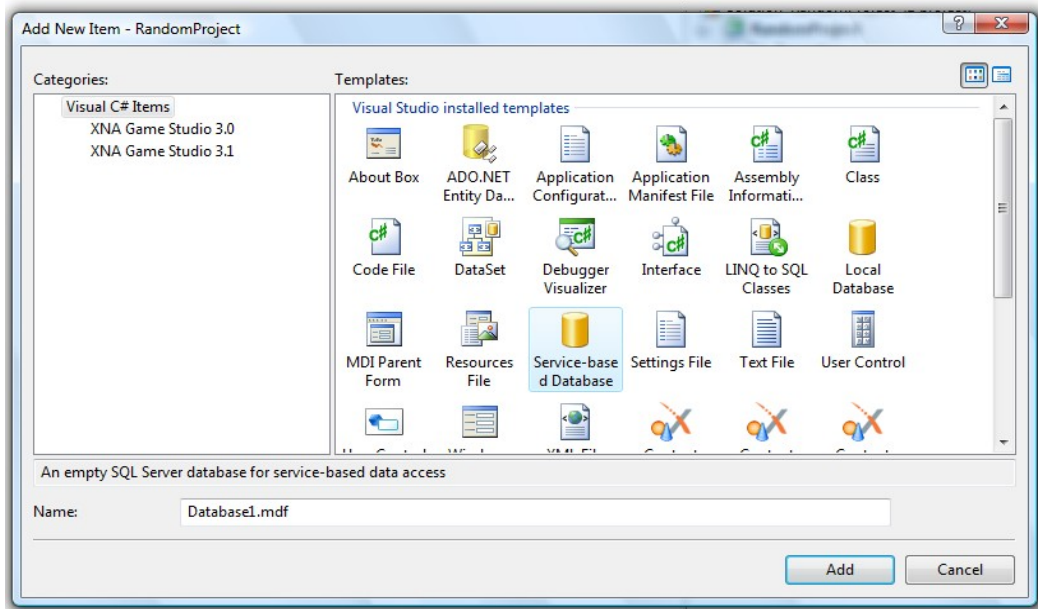 Add New Item - RandomProject
Categories:
Templates:
Visual C# Items
XNA Game Studio 3.0
XNA Game Studio 3.1
Visual Studio installed templates
About Box
ADO.NET
Entity Da...
Application
Configurat...
Application
Manifest File
Assembly
Informati...
Class
Code File
DataSet
Debugger
Visualizer
Interface
LINQ to SQL
Classes
Local
Database
MDI Parent
Form
Resources
File
Service-base
d Database
Settings File
Text File
User Control
An empty SQL Server database for service-based data access
Name:
Database1.mdf
Add
Cancel